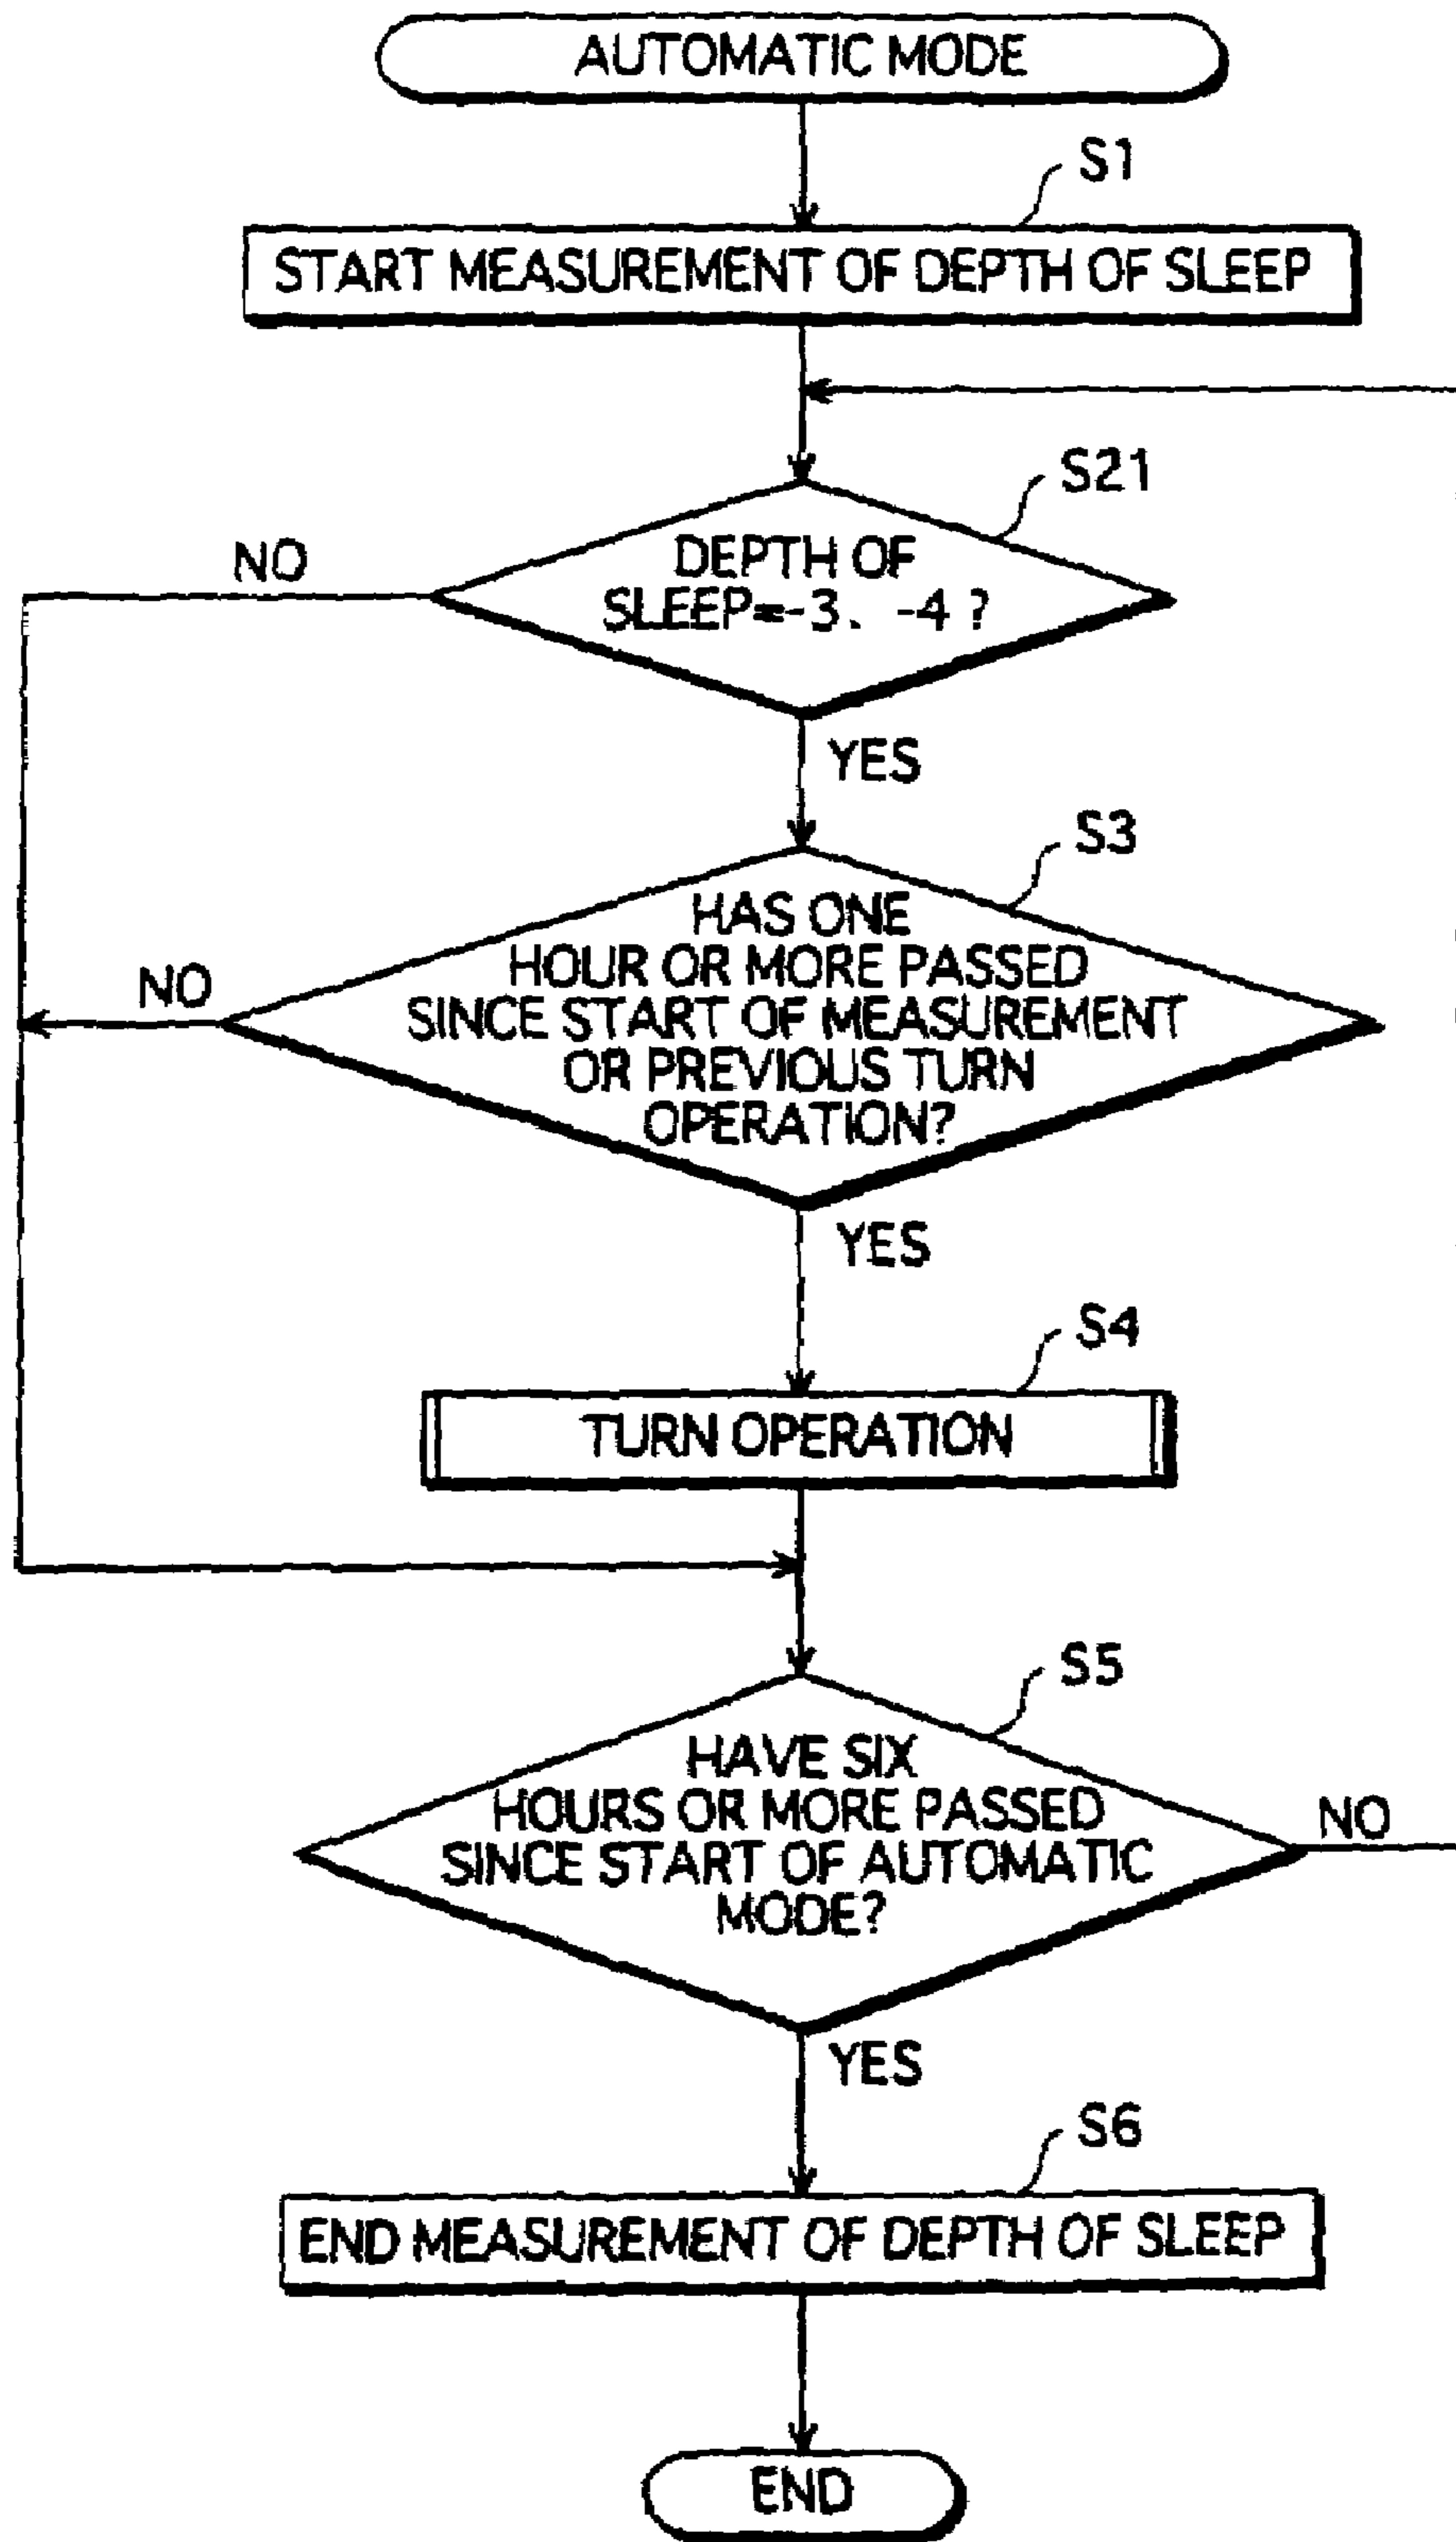 AUTOMATIC MODE
S1
START MEASUREMENT OF DEPTH OF SLEEP
S21
DEPTH OF
SLEEP=-3、 -4 ?
NO
YES
S3
HAS ONE
HOUR OR MORE PASSED
SINCE START OF MEASUREMENT
OR PREVIOUS TURN
OPERATION?
NO
YES
S4
TURN OPERATION
S5
HAVE SIX
HOURS OR MORE PASSED
SINCE START OF AUTOMATIC
MODE?
NO
YES
S6
END MEASUREMENT OF DEPTH OF SLEEP
END